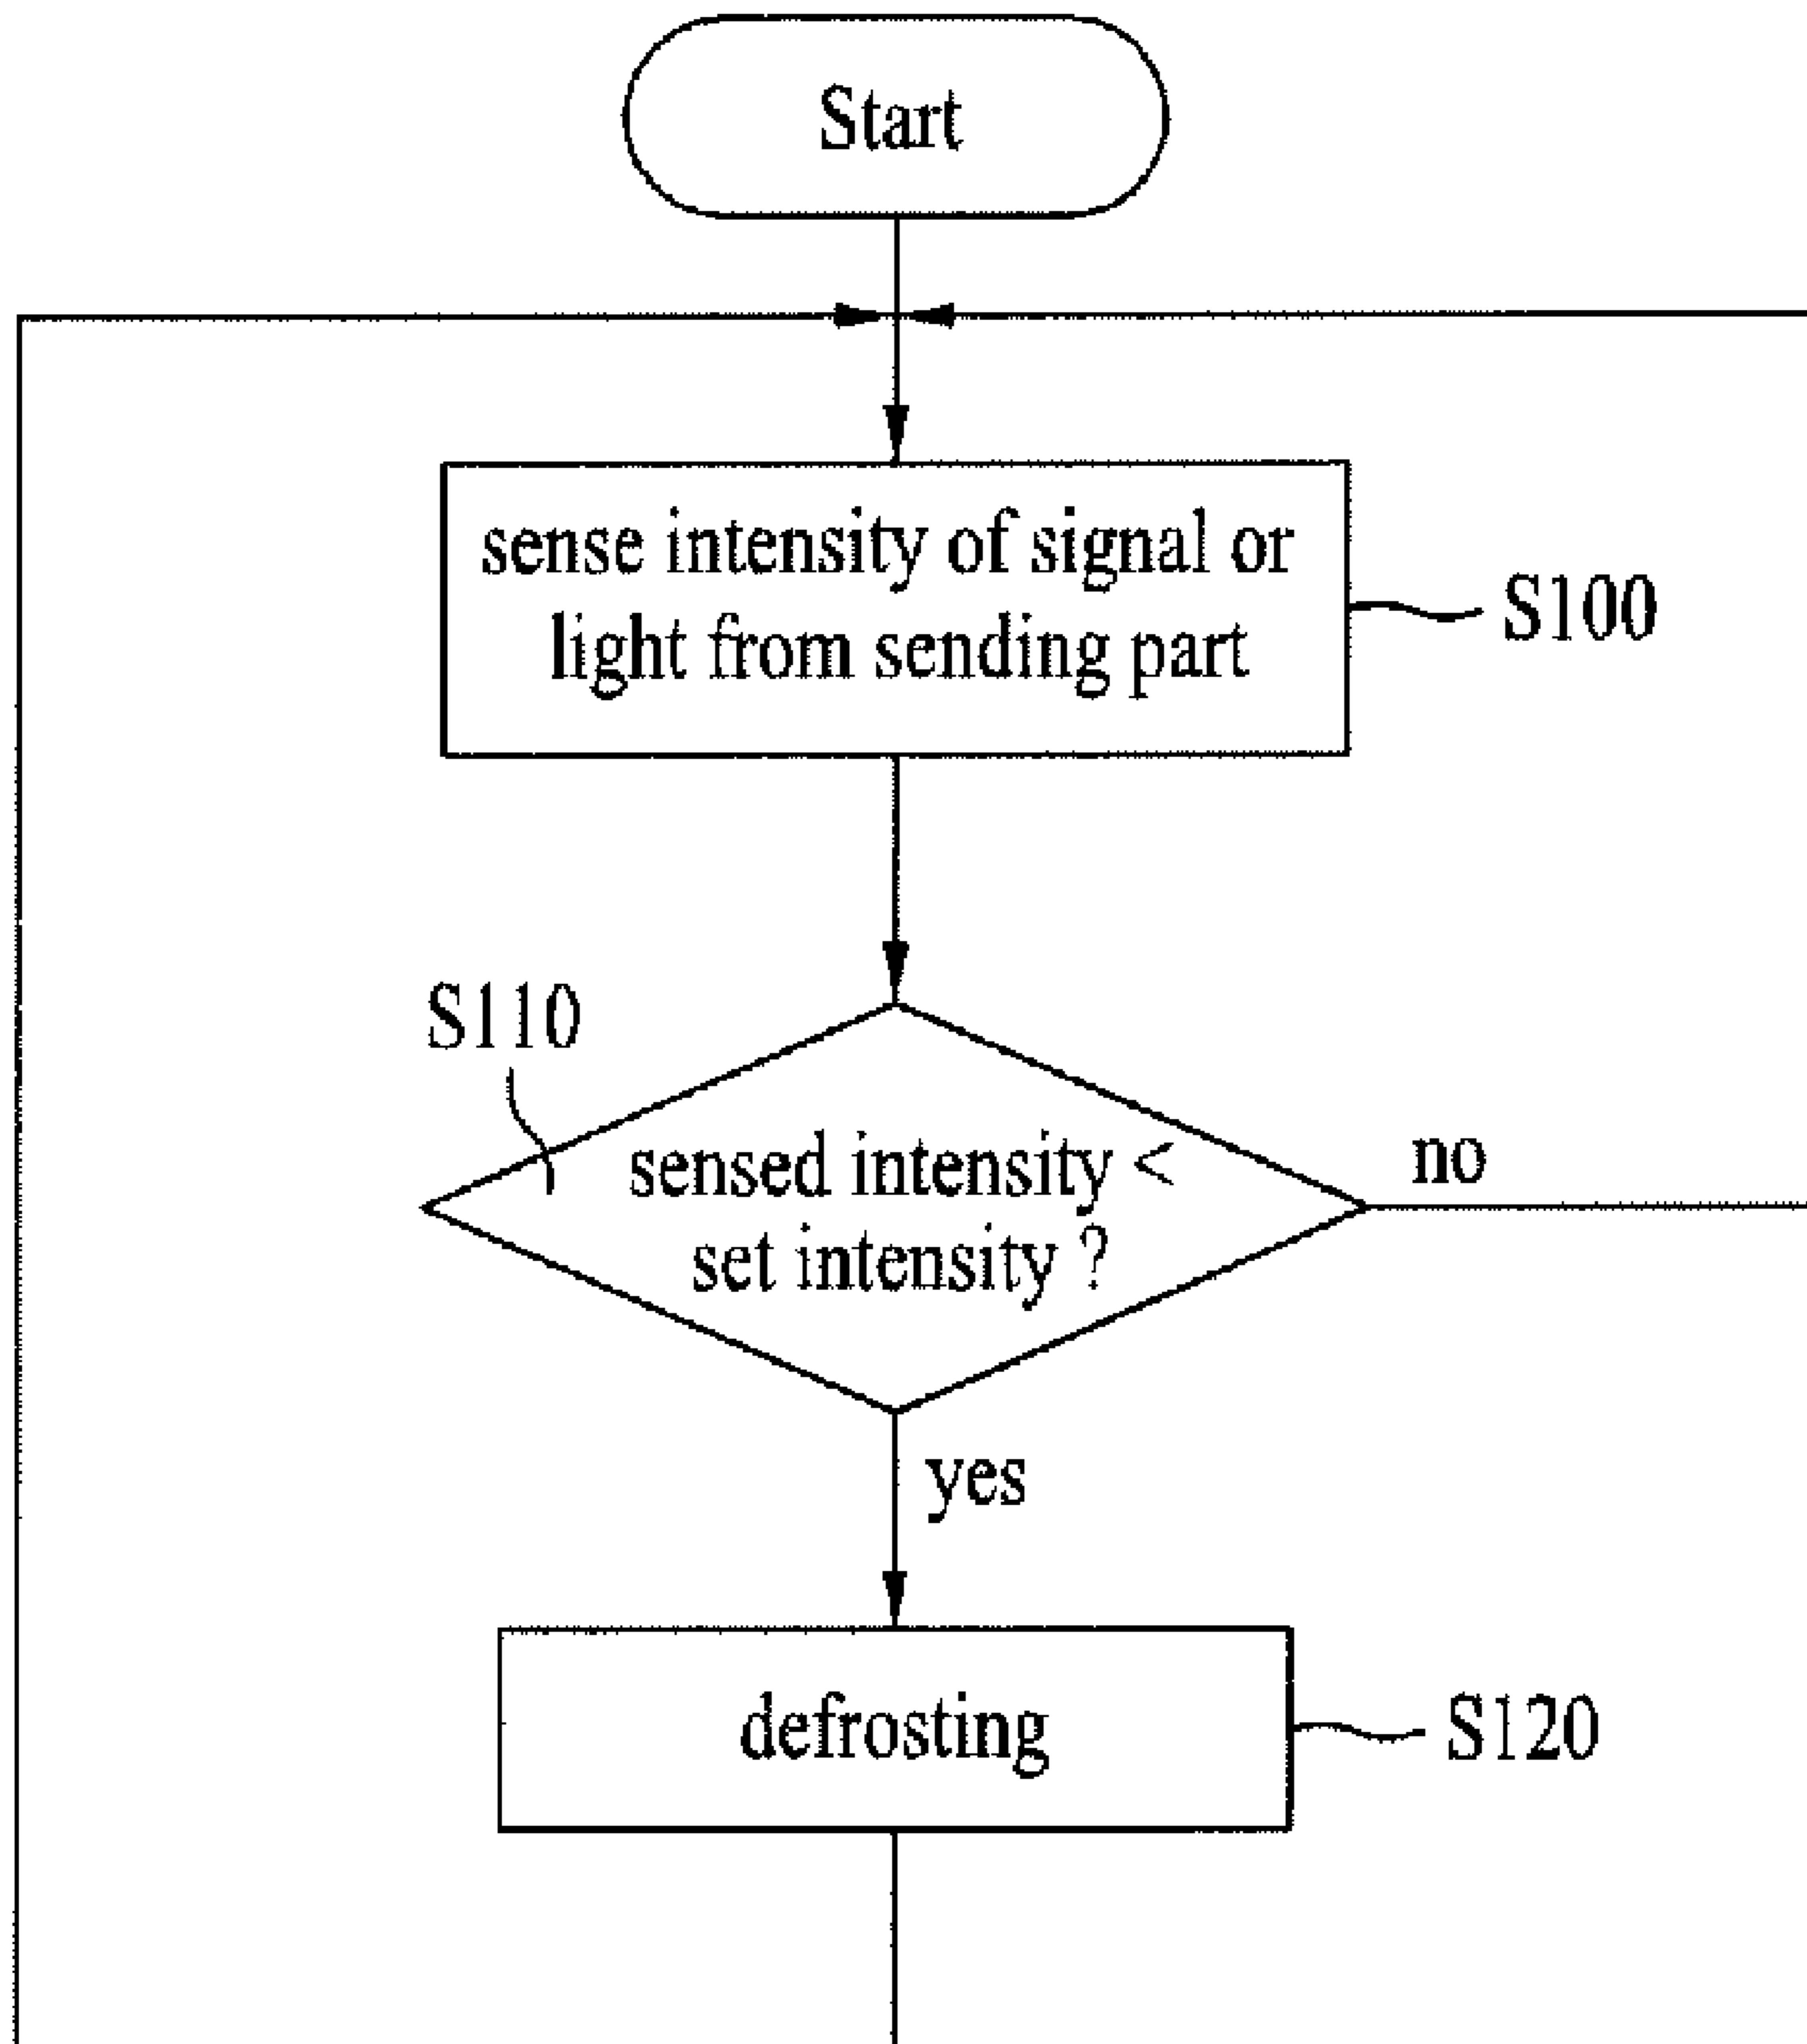 Start
sense intensity of signal or
light from sending part
S100
S110
sensed intensity <
set intensity ?
no
yes
defrosting
S120